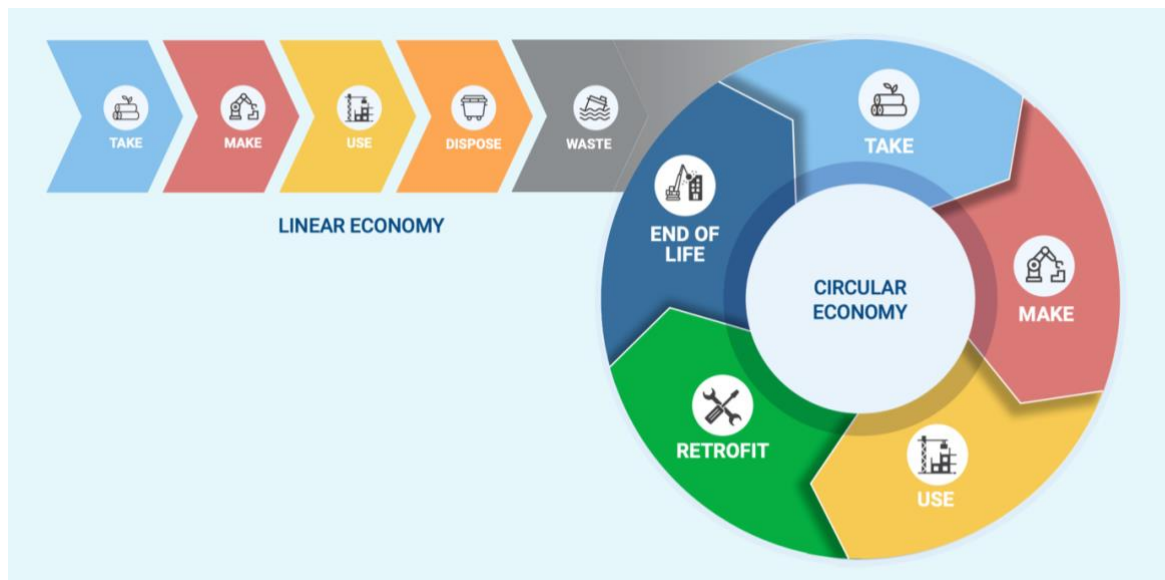 TAKE
MAKE
USE
DISPOSE
WASTE
LINEAR ECONOMY
TAKE
MAKE
USE
RETROFIT
END OF
LIFE
CIRCULAR
ECONOMY